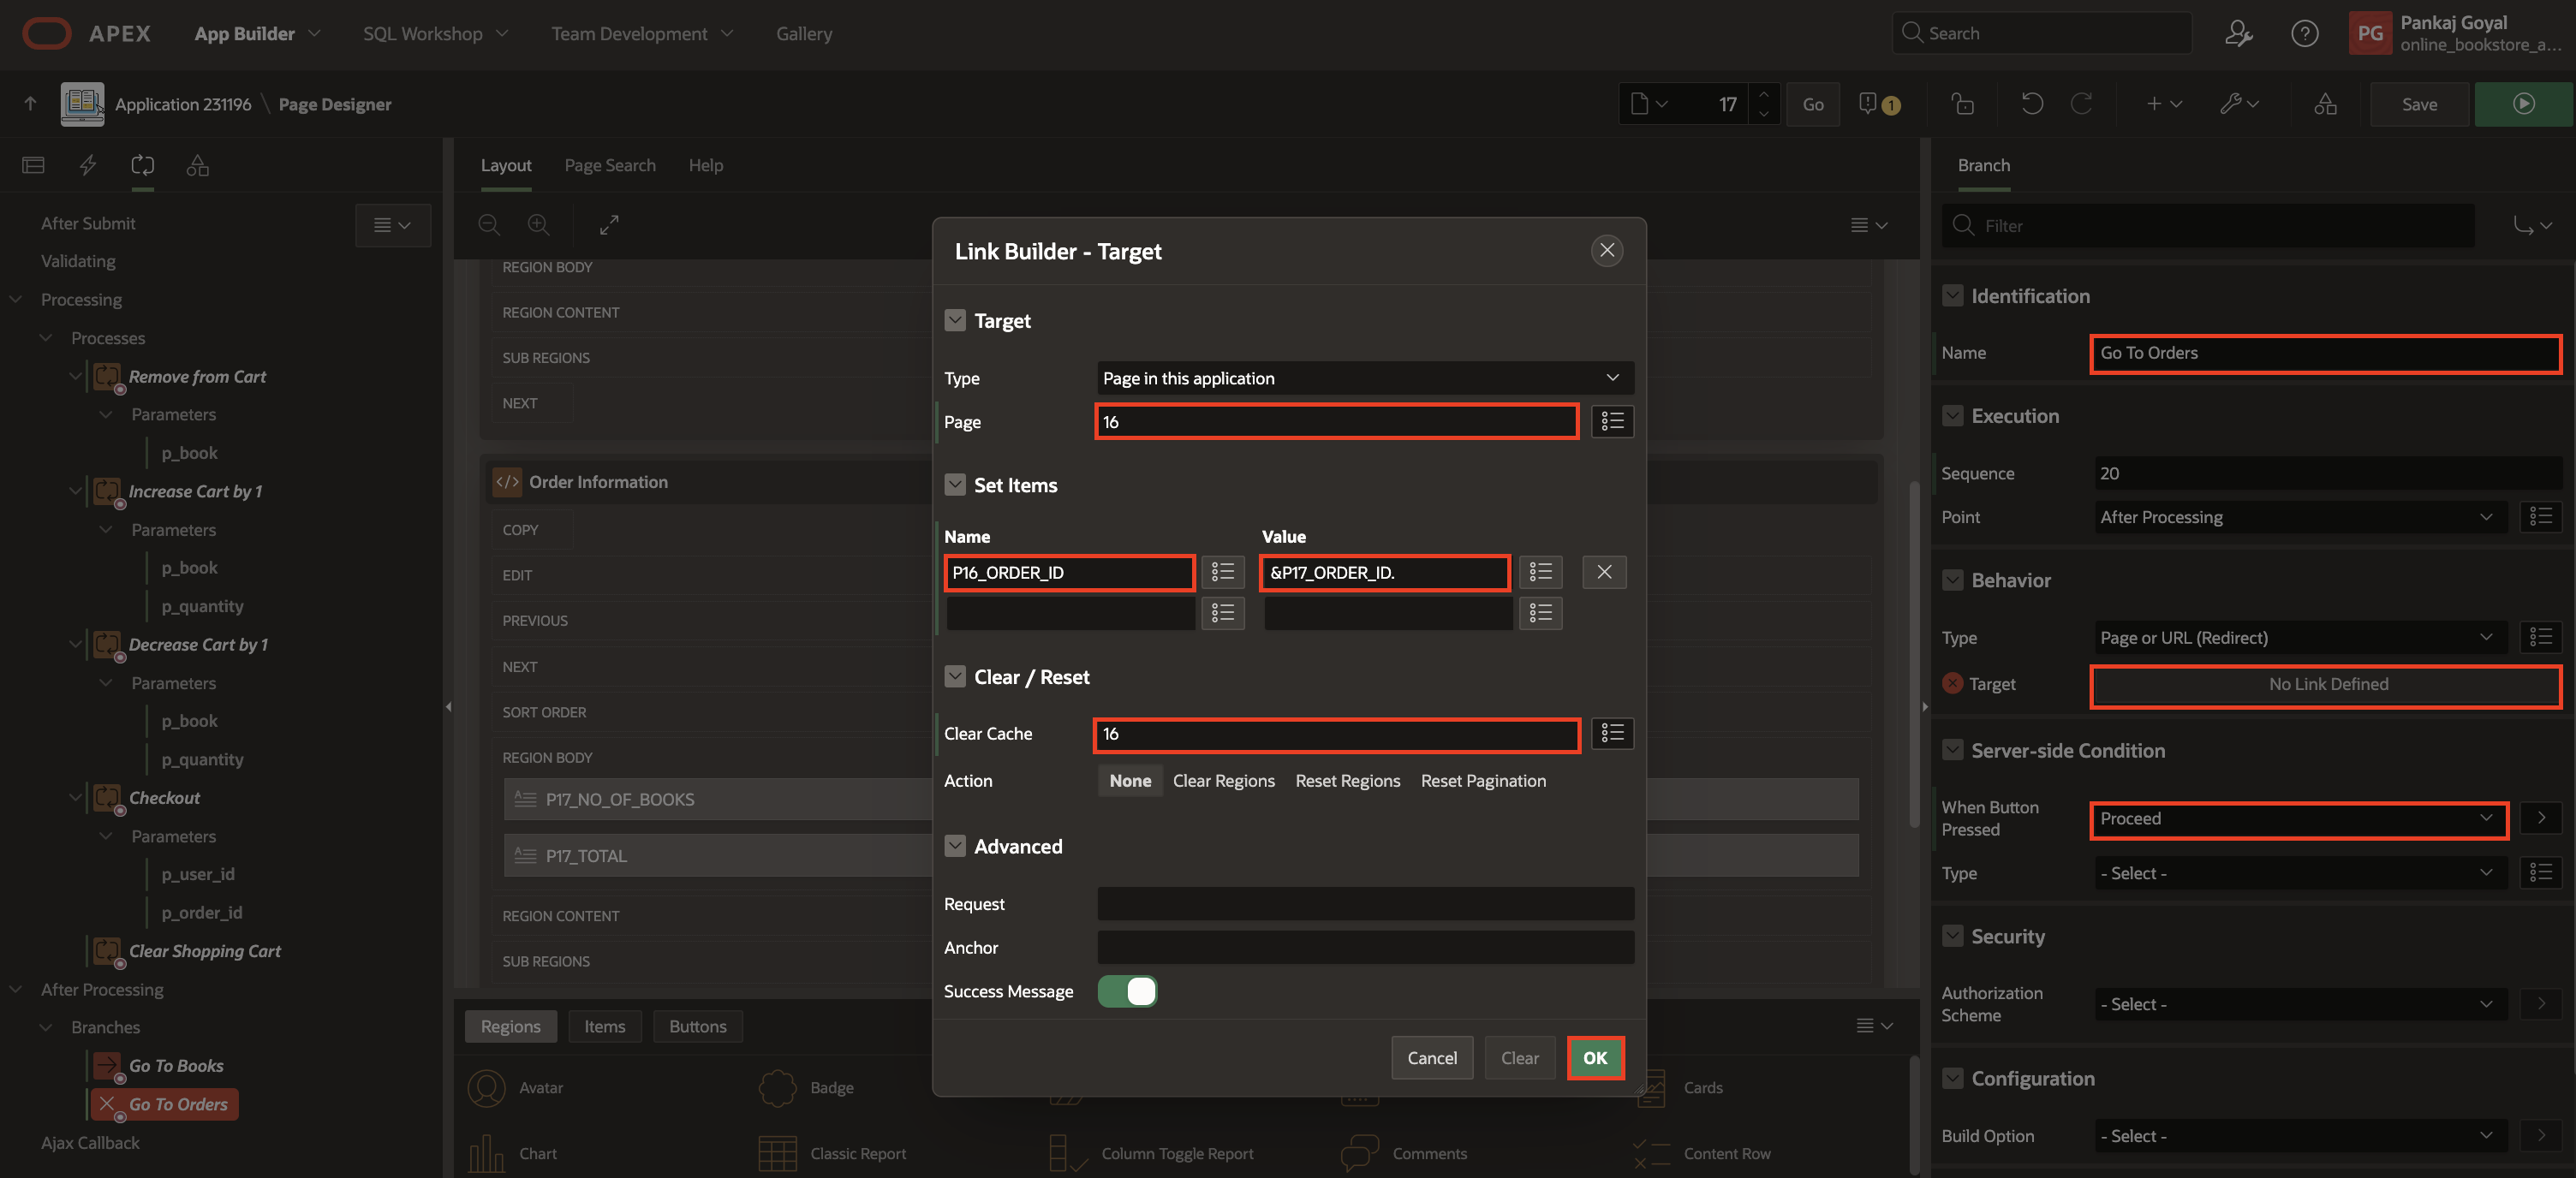 APEX
App Builder
SQL Workshop
Team Development
Gallery
Search
PG
Pankaj Goyal
online_bookstore_a...
Application 231196 \ Page Designer
17
Go
1
Save
Layout
Page Search
Help
Branch
After Submit
Validating
Processing
Processes
Remove from Cart
Parameters
p_book
Increase Cart by 1
Parameters
p_book
p_quantity
Decrease Cart by 1
Parameters
p_book
p_quantity
Checkout
Parameters
p_user_id
p_order_id
Clear Shopping Cart
After Processing
Branches
Go To Books
Go To Orders
Ajax Callback
REGION BODY
REGION CONTENT
SUB REGIONS
NEXT
Order Information
COPY
EDIT
PREVIOUS
NEXT
SORT ORDER
REGION BODY
P17_NO_OF_BOOKS
P17_TOTAL
REGION CONTENT
SUB REGIONS
Regions
Items
Buttons
Avatar
Badge
Cards
Chart
Classic Report
Column Toggle Report
Comments
Content Row
Link Builder - Target
Target
Type
Page in this application
Page
16
Set Items
Name
Value
P16_ORDER_ID
&P17_ORDER_ID.
Clear / Reset
Clear Cache
16
Action
None
Clear Regions
Reset Regions
Reset Pagination
Advanced
Request
Anchor
Success Message
Cancel
Clear
OK
Filter
Identification
Name
Go To Orders
Execution
Sequence
20
Point
After Processing
Behavior
Type
Page or URL (Redirect)
Target
No Link Defined
Server-side Condition
When Button
Pressed
Proceed
Type
- Select -
Security
Authorization
Scheme
- Select -
Configuration
Build Option
- Select -